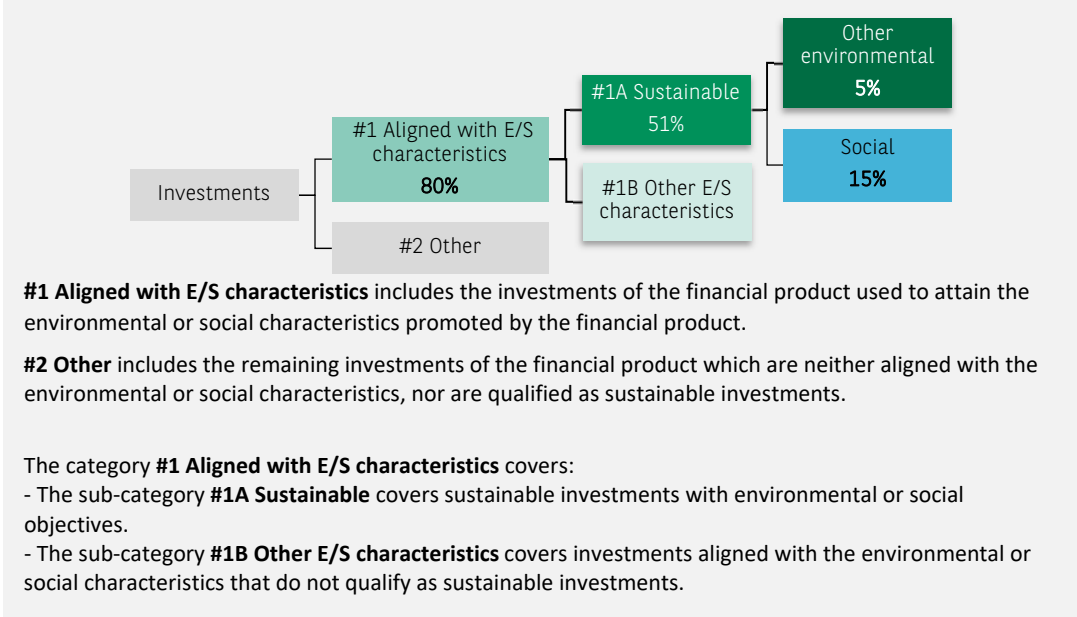 Other
environmental
5%
#1A Sustainable
51%
#1 Aligned with E/S
characteristics
80%
Social
15%
Investments
#1B Other E/S
characteristics
#2 Other
#1 Aligned with E/S characteristics includes the investments of the financial product used to attain the
environmental or social characteristics promoted by the financial product.
#2 Other includes the remaining investments of the financial product which are neither aligned with the
environmental or social characteristics, nor are qualified as sustainable investments.
The category #1 Aligned with E/S characteristics covers:
- The sub-category #1A Sustainable covers sustainable investments with environmental or social
objectives.
- The sub-category #1B Other E/S characteristics covers investments aligned with the environmental or
social characteristics that do not qualify as sustainable investments.